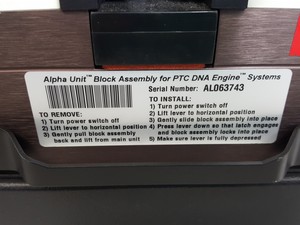 Alpha Unit™ Block Assembly for PTC DNA Engine™ Systems
Serial Number: AL063743
TO REMOVE:
1) Turn power switch off
2) Lift lever to horizontal position
3) Gently pull block assembly
back and lift from main unit
TO INSTALL:
1) Turn power switch off
2) Lift lever to horizontal position
3) Gently slide block assembly into place
4) Press lever down so that latch engages
and block assembly locks into place
5) Make sure lever is fully depressed